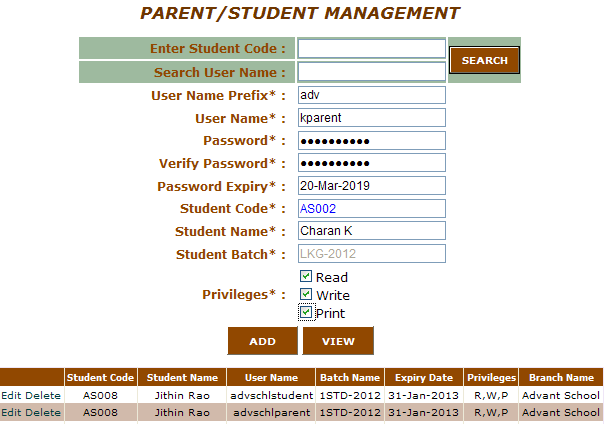 PARENT/STUDENT MANAGEMENT
Enter Student Code :
SEARCH
Search User Name :
User Name Prefix* : adv
User Name* : kparent
Password* : ●●●●●●●●●●
Verify Password* : ●●●●●●●●●●
Password Expiry* : 20-Mar-2019
Student Code* : AS002
Student Name* : Charan K
Student Batch* : LKG-2012
Read
Privileges* : Write
Print
ADD VIEW
Student Code Student Name User Name Batch Name Expiry Date Privileges Branch Name
Edit Delete AS008 Jithin Rao advschlstudent 1STD-2012 31-Jan-2013 R,W,P Advant School
Edit Delete AS008 Jithin Rao advschlparent 1STD-2012 31-Jan-2013 R,W,P Advant School